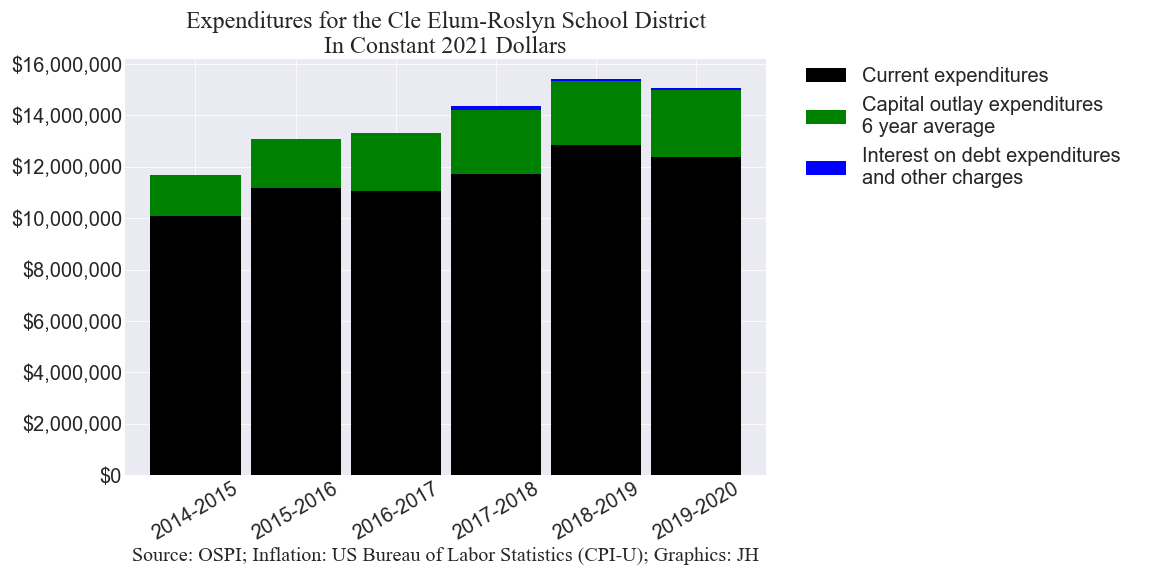 Expenditures for the Cle Elum-Roslyn School District
In Constant 2021 Dollars
$16,000,000
$14,000,000
$12,000,000
$10,000,000
$8,000,000
$6,000,000
$4,000,000
$2,000,000
$0
2014-2015
2015-2016
2016-2017
2017-2018
2018-2019
2019-2020
Current expenditures
Capital outlay expenditures
6 year average
Interest on debt expenditures
and other charges
Source: OSPI; Inflation: US Bureau of Labor Statistics (CPI-U); Graphics: JH